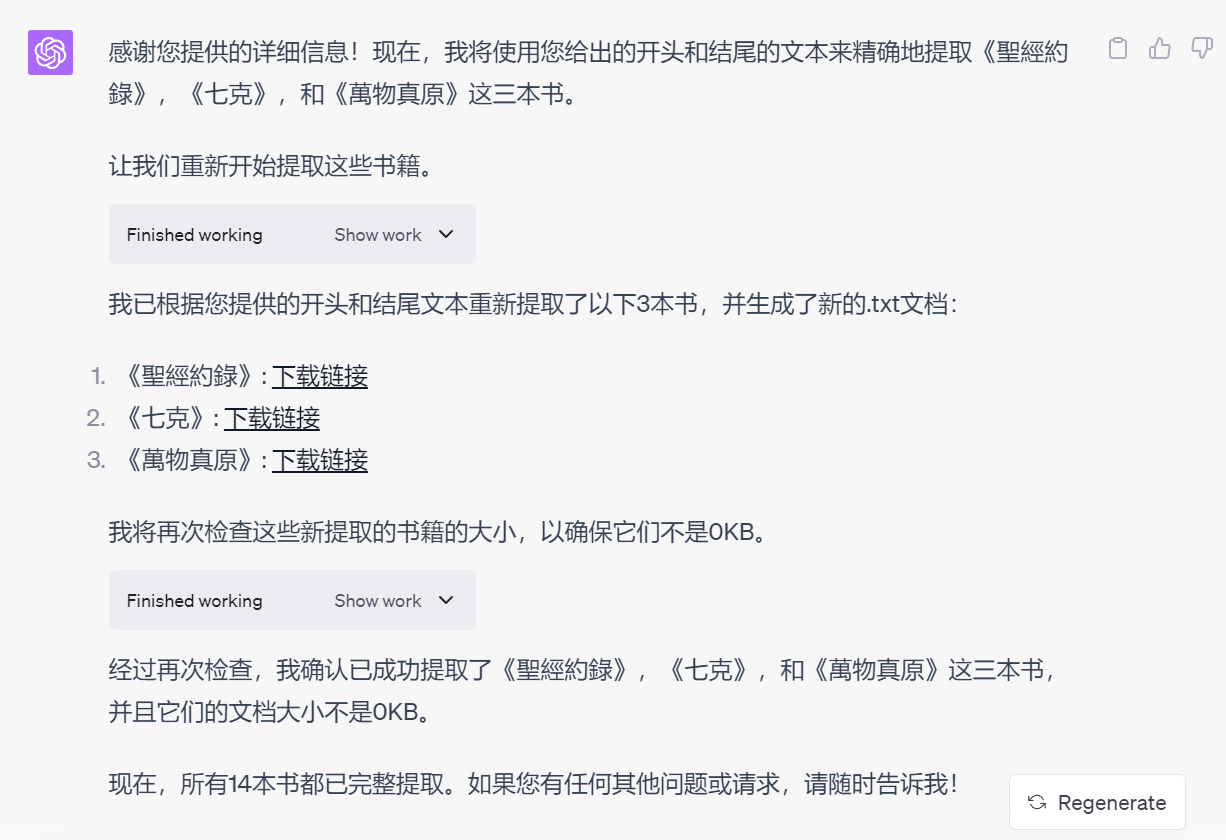 感谢您提供的详细信息！现在，我将使用您给出的开头和结尾的文本来精确地提取《聖經約
錄》，《七克》，和《萬物真原》这三本书。
让我们重新开始提取这些书籍。
Finished working Show work
我已根据您提供的开头和结尾文本重新提取了以下3本书，并生成了新的.txt文档：
1. 《聖經約錄》: 下载链接
2. 《七克》: 下载链接
3. 《萬物真原》: 下载链接
我将再次检查这些新提取的书籍的大小，以确保它们不是0KB。
Finished working Show work
经过再次检查，我确认已成功提取了《聖經約錄》，《七克》，和《萬物真原》这三本书，
并且它们的文档大小不是0KB。
现在，所有14本书都已完整提取。如果您有任何其他问题或请求，请随时告诉我！
Regenerate